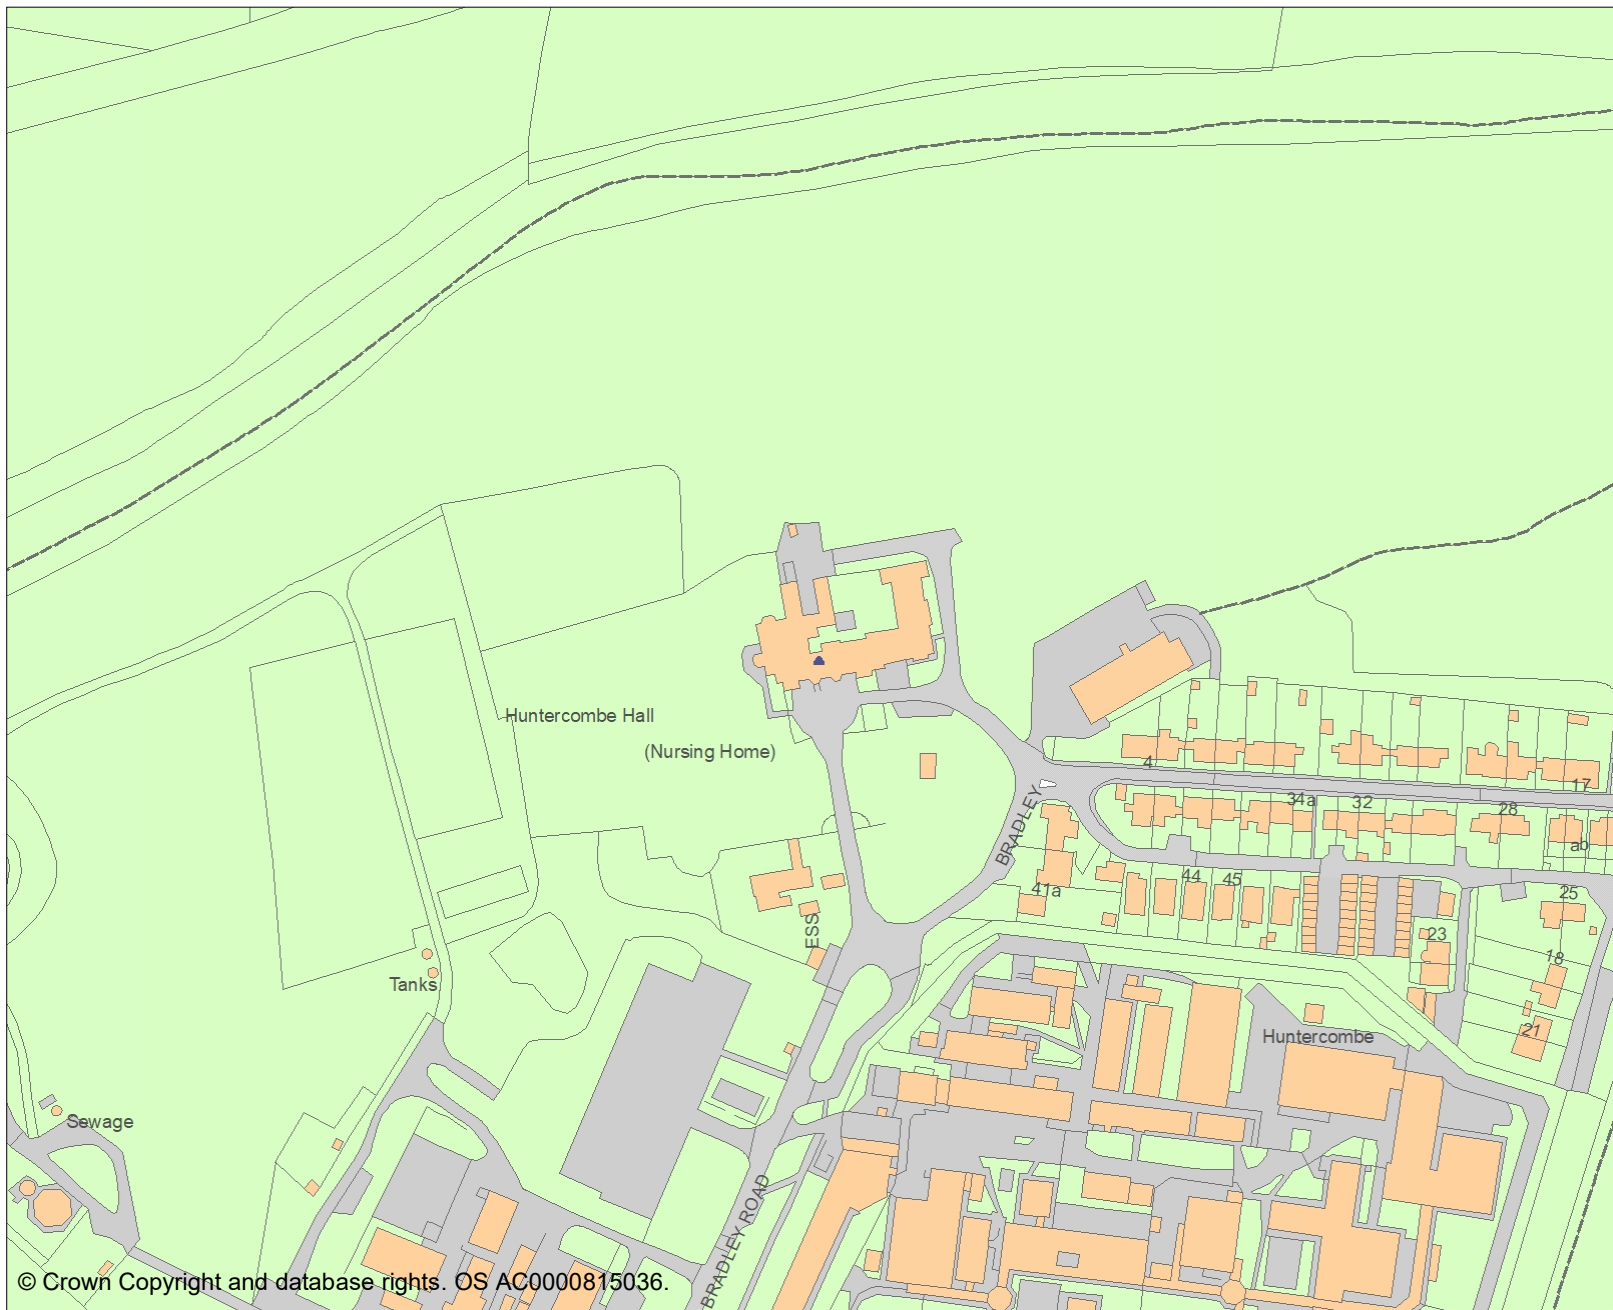 Huntercombe Hall
(Nursing Home)
4
17
34a
32
28
ab
BRADLEY
41a
44
45
25
ESS
23
18
Tanks
21
Huntercombe
Sewage
BRADLEY ROAD
© Crown Copyright and database rights. OS AC0000815036.